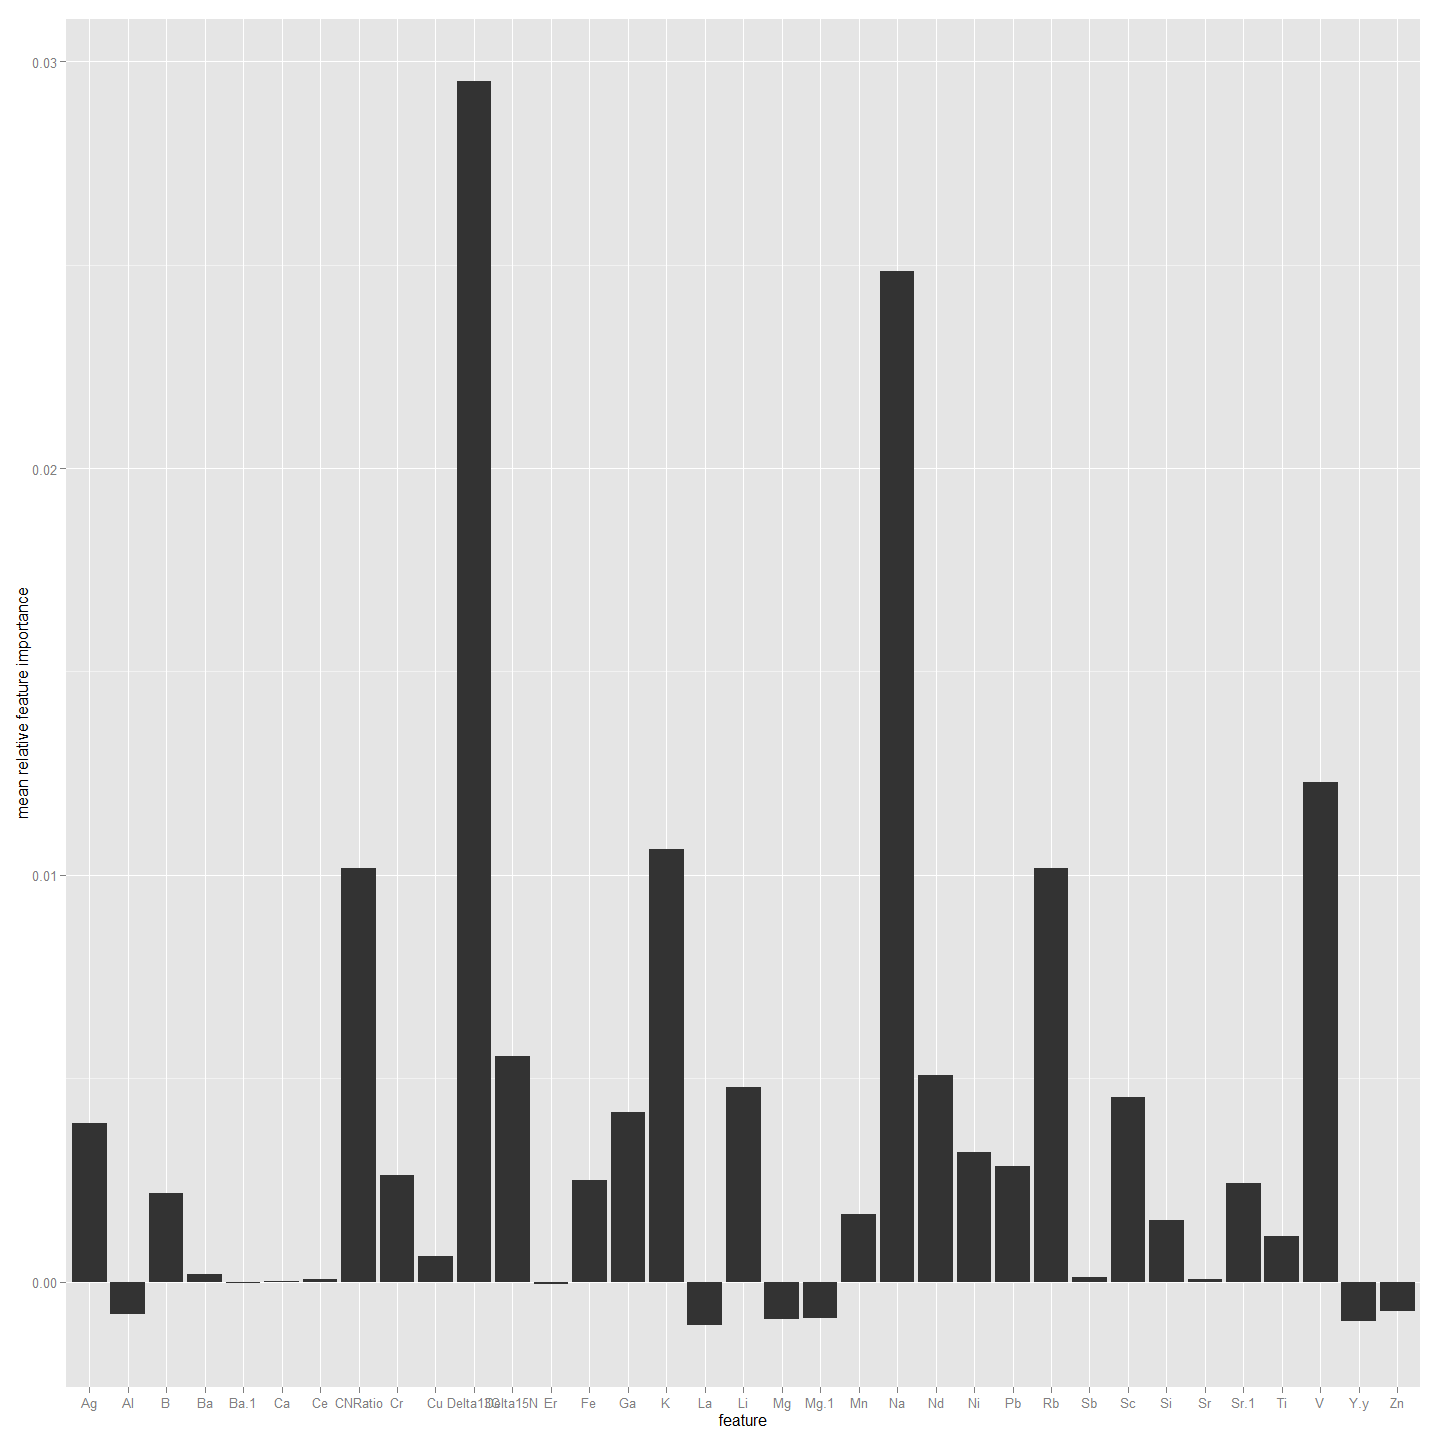 mean relative feature importance
0.03
0.02
0.01
0.00
Ag Al B Ba Ba.1 Ca Ce CNRatio Cr Cu Delta13C Delta15N Er Fe Ga K La Li Mg Mg.1 Mn Na Nd Ni Pb Rb Sb Sc Si Sr Sr.1 Ti V Y.y Zn
feature